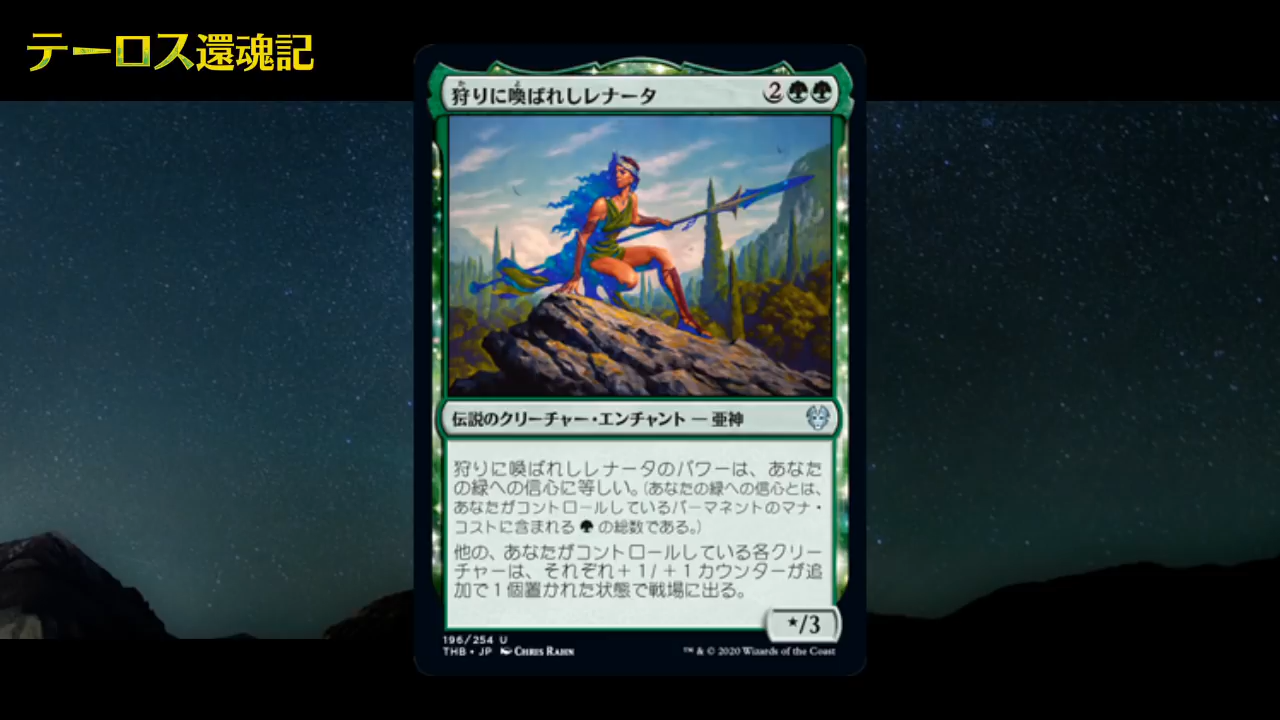 テーロス還魂記
狩りに喚ばれしレナータ 2
伝説のクリーチャー・エンチャント — 亜神
狩りに喚ばれしレナータのパワーは、あなた
の緑への信心に等しい。(あなたの緑への信心とは、
あなたがコントロールしているパーマネントのマナ・
コストに含まれる の総数である。)
他の、あなたがコントロールしている各クリー
チャーは、それぞれ+1/+1カウンターが追
加で1個置かれた状態で戦場に出る。
*/3
196/254 U
THB • JP CHRIS RAHN
™ & © 2020 Wizards of the Coast